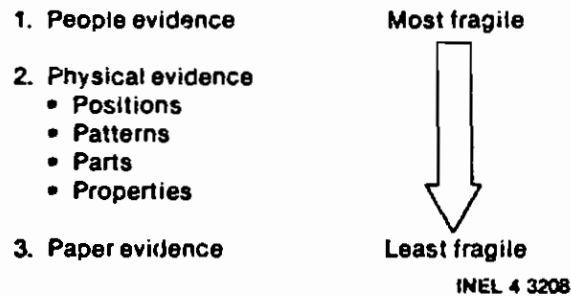 1. People evidence Most fragile
2. Physical evidence
• Positions
• Patterns
• Parts
• Properties
3. Paper evidence Least fragile
INEL 4 3208